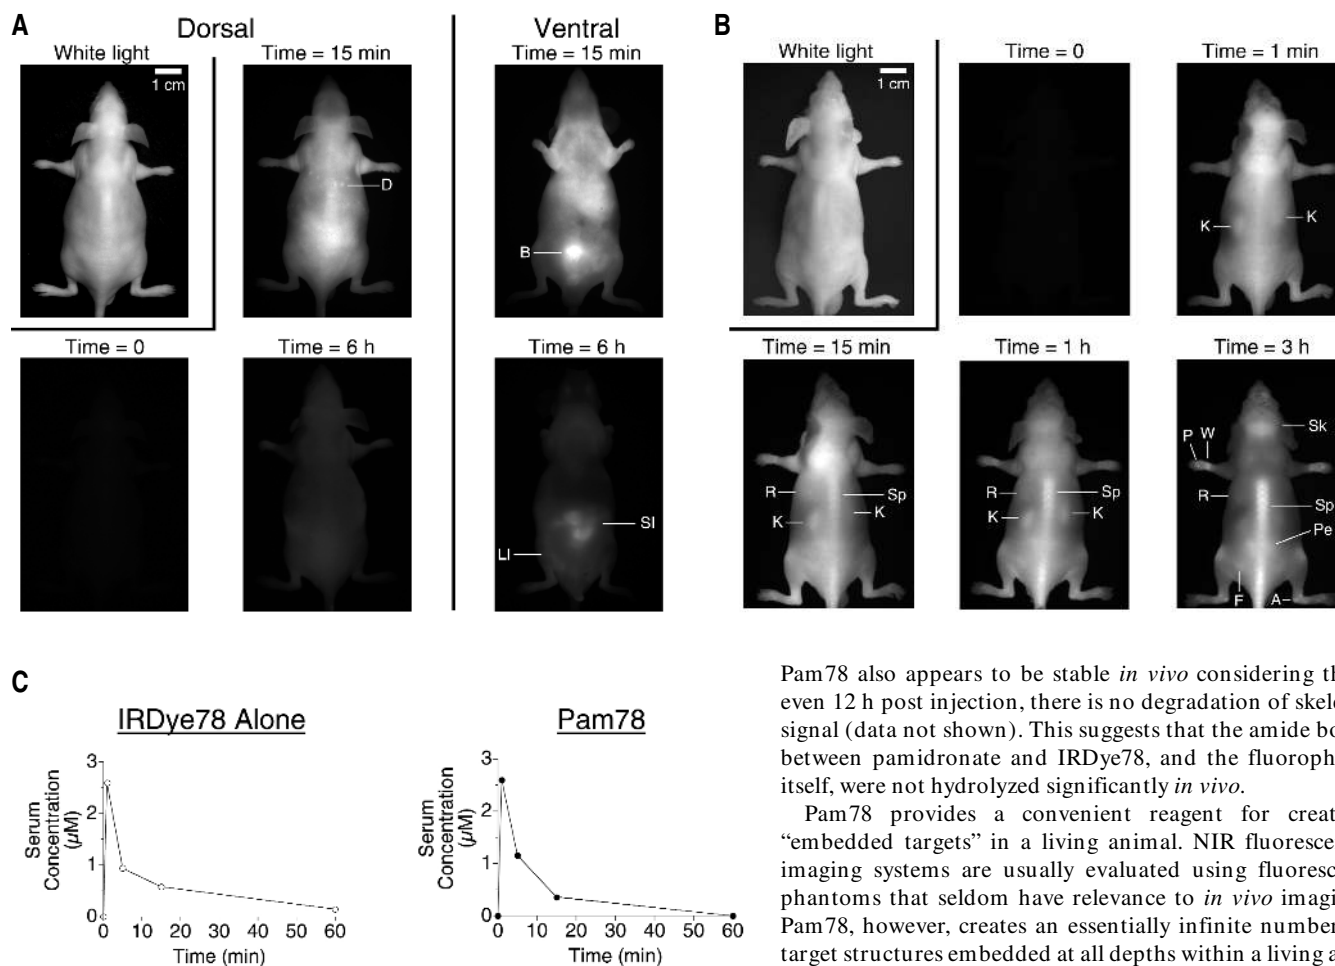 A
Dorsal
Ventral
White light
Time = 15 min
Time = 15 min
1 cm
D
B
Time = 0
Time = 6 h
Time = 6 h
SI
LI
B
White light
Time = 0
Time = 1 min
1 cm
K
K
Time = 15 min
Time = 1 h
Time = 3 h
R
Sp
K
K
R
Sp
K
K
Sk
P
W
R
Sp
Pe
F
A
C
IRDye78 Alone
Serum
Concentration
(µM)
3
2
1
0
0 10 20 30 40 50 60
Time (min)
Pam78
Serum
Concentration
(µM)
3
2
1
0
0 10 20 30 40 50 60
Time (min)
Pam78 also appears to be stable in vivo considering th
even 12 h post injection, there is no degradation of skele
signal (data not shown). This suggests that the amide bo
between pamidronate and IRDye78, and the fluoroph
itself, were not hydrolyzed significantly in vivo.
Pam78 provides a convenient reagent for creat
“embedded targets” in a living animal. NIR fluoresce
imaging systems are usually evaluated using fluoresc
phantoms that seldom have relevance to in vivo imagi
Pam78, however, creates an essentially infinite number
target structures embedded at all depths within a living a